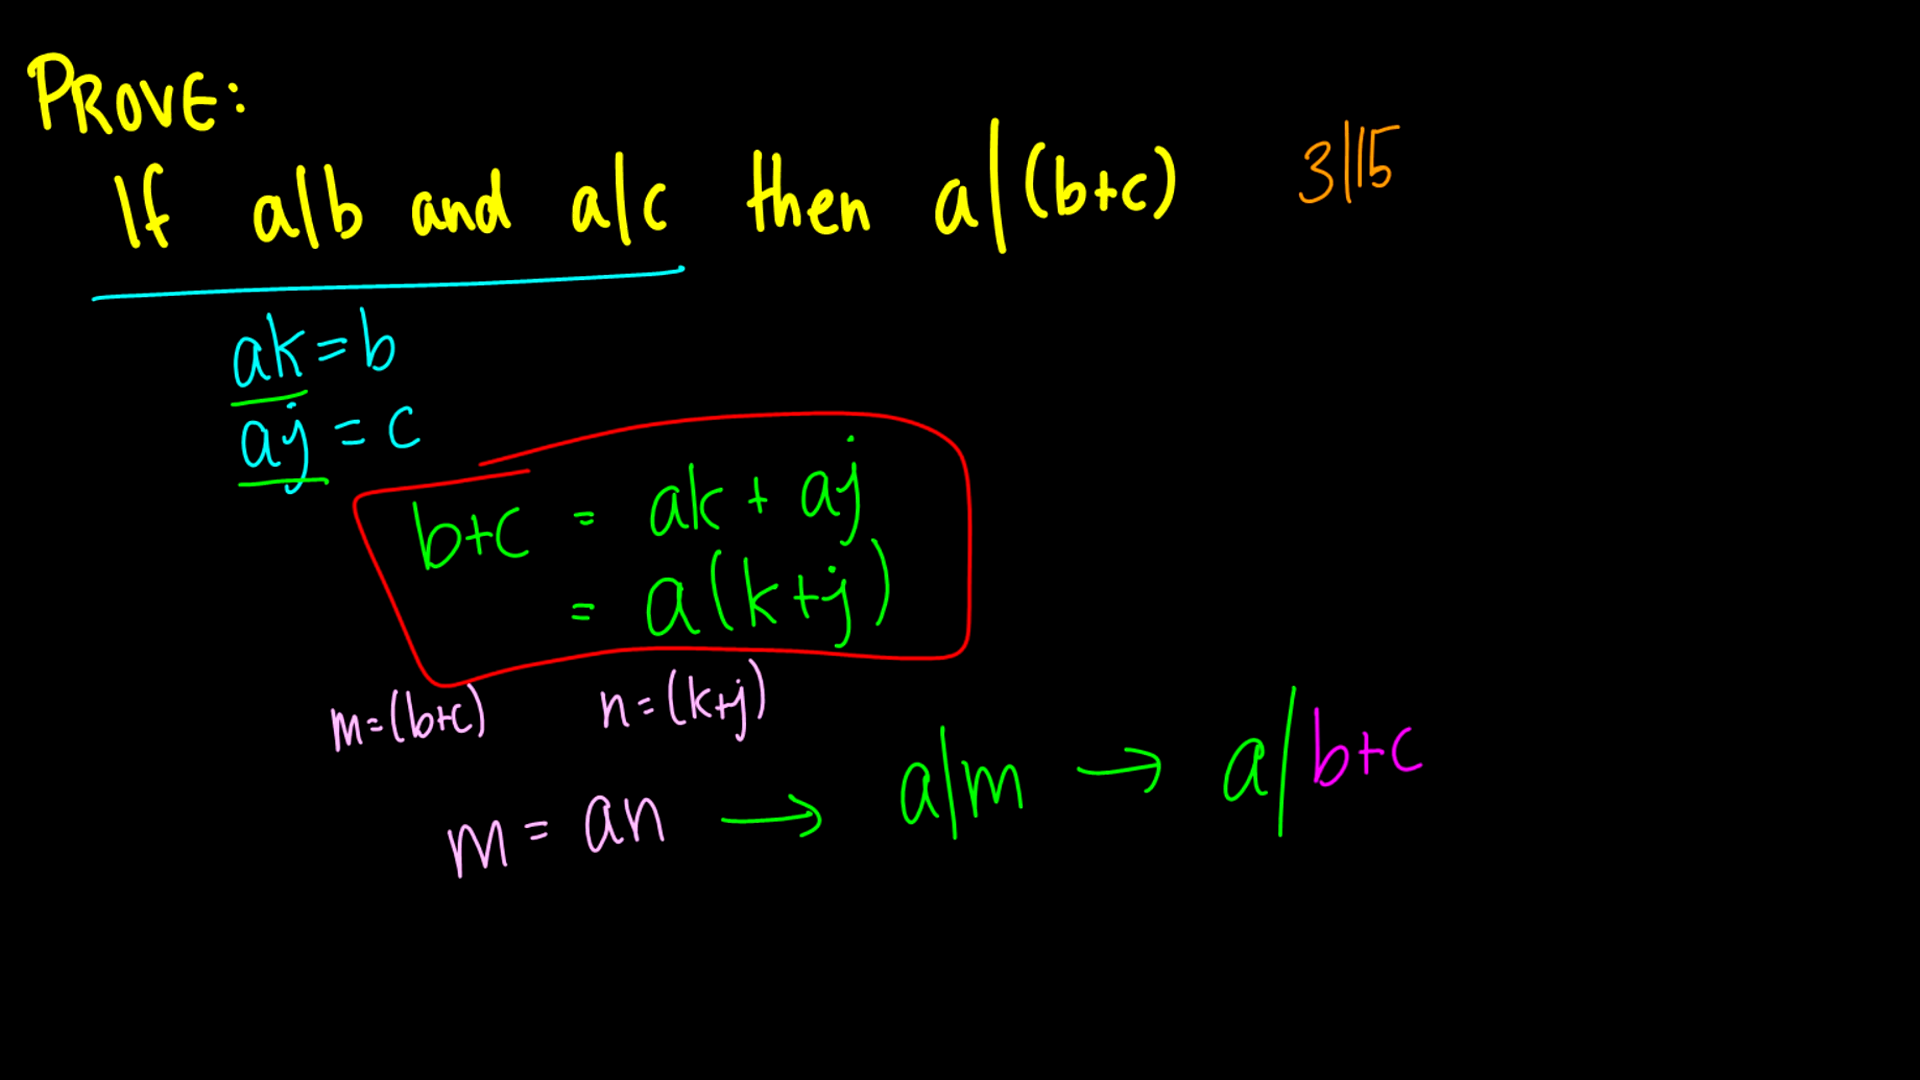 PROVE:
If a|b and a|c then a|(b+c) 3|15
ak=b
aj=c
b+c = ak+aj
= a(k+j)
m=(b+c) n=(k+j)
m=an → a|m → a|b+c